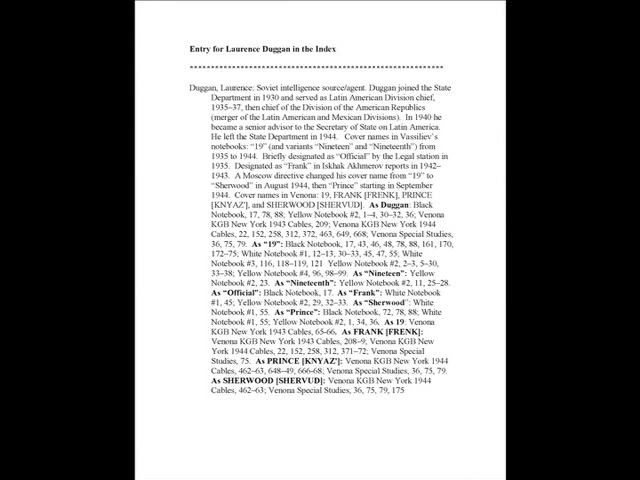 Entry for Laurence Duggan in the Index
************************************************************
Duggan, Laurence: Soviet intelligence source/agent. Duggan joined the State
Department in 1930 and served as Latin American Division chief,
1935–37, then chief of the Division of the American Republics
(merger of the Latin American and Mexican Divisions). In 1940 he
became a senior advisor to the Secretary of State on Latin America.
He left the State Department in 1944. Cover names in Vassiliev's
notebooks: "19" (and variants "Nineteen" and "Nineteenth") from
1935 to 1944. Briefly designated as "Official" by the Legal station in
1935. Designated as "Frank" in Iskhak Akhmerov reports in 1942–
1943. A Moscow directive changed his cover name from "19" to
"Sherwood" in August 1944, then "Prince" starting in September
1944. Cover names in Venona: 19, FRANK [FRENK], PRINCE
[KNYAZ'], and SHERWOOD [SHERVUD]. As Duggan: Black
Notebook, 17, 78, 88; Yellow Notebook #2, 1–4, 30–32, 36; Venona
KGB New York 1943 Cables, 209; Venona KGB New York 1944
Cables, 22, 152, 258, 312, 372, 463, 649, 668; Venona Special Studies,
36, 75, 79. As "19": Black Notebook, 17, 43, 46, 48, 78, 88, 161, 170,
172–75; White Notebook #1, 12–13, 30–33, 45, 47, 55; White
Notebook #3, 116, 118–119, 121 Yellow Notebook #2, 2–3, 5–30,
33–38; Yellow Notebook #4, 96, 98–99. As "Nineteen": Yellow
Notebook #2, 23. As "Nineteenth": Yellow Notebook #2, 11, 25–28.
As "Official": Black Notebook, 17. As "Frank": White Notebook
#1, 45; Yellow Notebook #2, 29, 32–33. As "Sherwood": White
Notebook #1, 55. As "Prince": Black Notebook, 72, 78, 88; White
Notebook #1, 55; Yellow Notebook #2, 1, 34, 36. As 19: Venona
KGB New York 1943 Cables, 65-66. As FRANK [FRENK]:
Venona KGB New York 1943 Cables, 208–9; Venona KGB New
York 1944 Cables, 22, 152, 258, 312, 371–72; Venona Special
Studies, 75. As PRINCE [KNYAZ']: Venona KGB New York 1944
Cables, 462–63, 648-49, 666-68; Venona Special Studies, 36, 75, 79.
As SHERWOOD [SHERVUD]: Venona KGB New York 1944
Cables, 462–63; Venona Special Studies, 36, 75, 79, 175